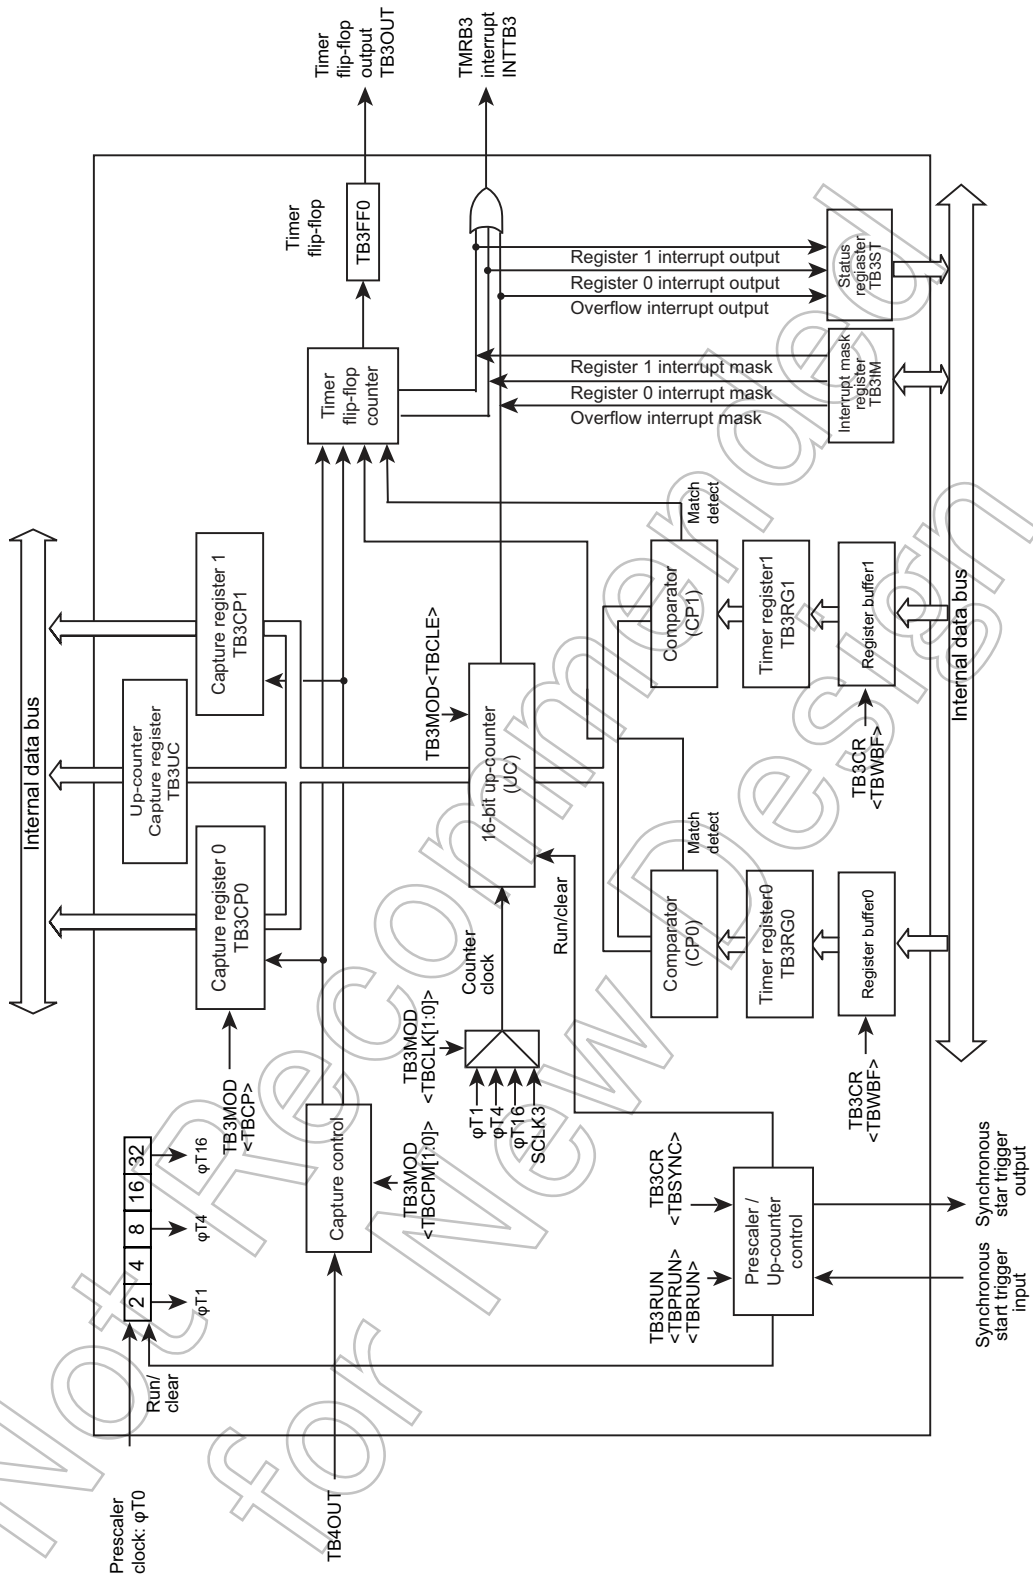 Internal data bus
Prescaler
clock: φT0
Run/
clear
2 4 8 16 32
φT1
φT4
φT16
TB3MOD
<TBCP>
Capture register 0
TB3CP0
Up-counter
Capture register
TB3UC
Capture register 1
TB3CP1
TB4OUT
Capture control
TB3MOD
<TBCPM[1:0]>
TB3MOD
<TBCLK[1:0]>
φT1
φT4
φT16
SCLK3
Counter
clock
TB3MOD<TBCLE>
16-bit up-counter
(UC)
Run/clear
Timer
flip-flop
counter
Timer
flip-flop
TB3FF0
Timer
flip-flop
output
TB3OUT
TMRB3
interrupt
INTTB3
Register 1 interrupt output
Register 0 interrupt output
Overflow interrupt output
Register 1 interrupt mask
Register 0 interrupt mask
Overflow interrupt mask
Status
regiaster
TB3ST
Interrupt mask
register
TB3IM
TB3RUN
<TBPRUN>
<TBRUN>
TB3CR
<TBSYNC>
Prescaler /
Up-counter
control
Synchronous
start trigger
input
Synchronous
star trigger
output
Comparator
(CP0)
Match
detect
Timer register0
TB3RG0
Register buffer0
TB3CR
<TBWBF>
Comparator
(CP1)
Match
detect
Timer register1
TB3RG1
Register buffer1
TB3CR
<TBWBF>
Internal data bus
Not Recommended
for New Design